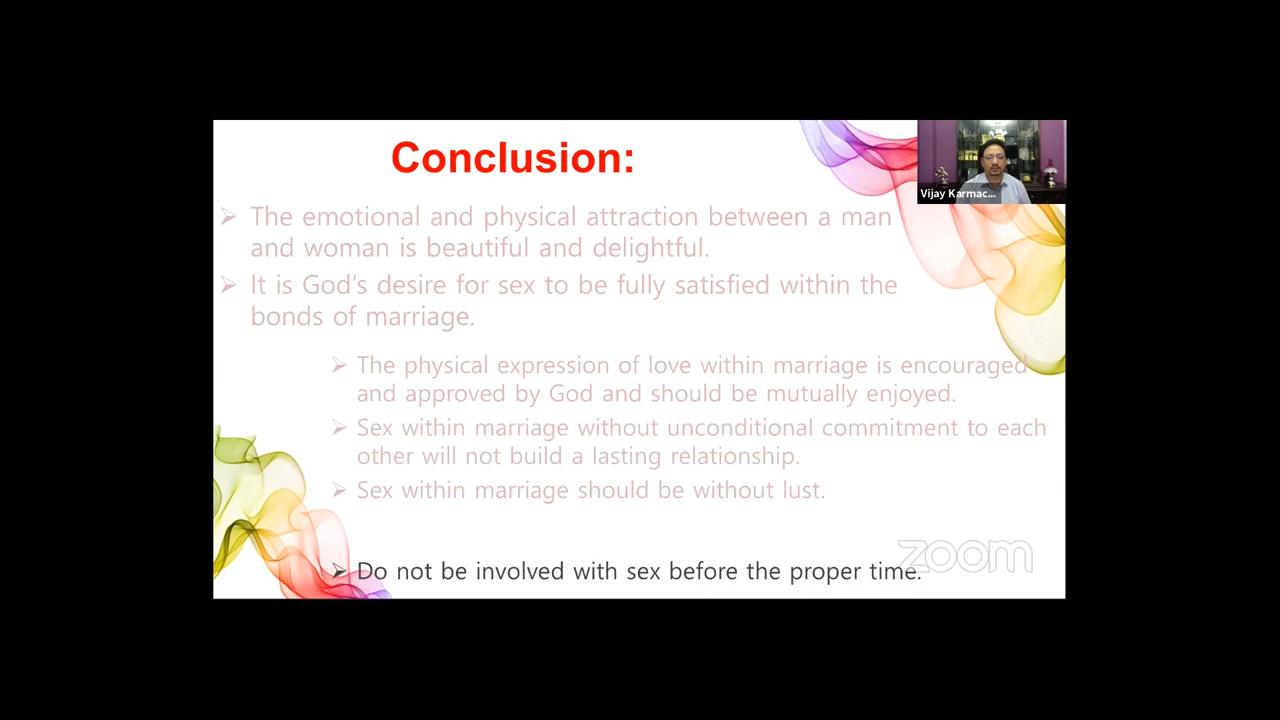 Conclusion:
Vijay Karmac...
➢ The emotional and physical attraction between a man
and woman is beautiful and delightful.
➢ It is God’s desire for sex to be fully satisfied within the
bonds of marriage.
➢ The physical expression of love within marriage is encouraged
and approved by God and should be mutually enjoyed.
➢ Sex within marriage without unconditional commitment to each
other will not build a lasting relationship.
➢ Sex within marriage should be without lust.
zoom
➢ Do not be involved with sex before the proper time.